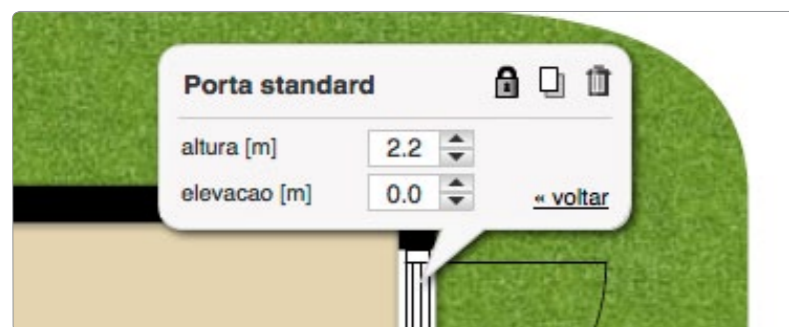 Porta standard
altura [m] 2.2
elevacao [m] 0.0
« voltar